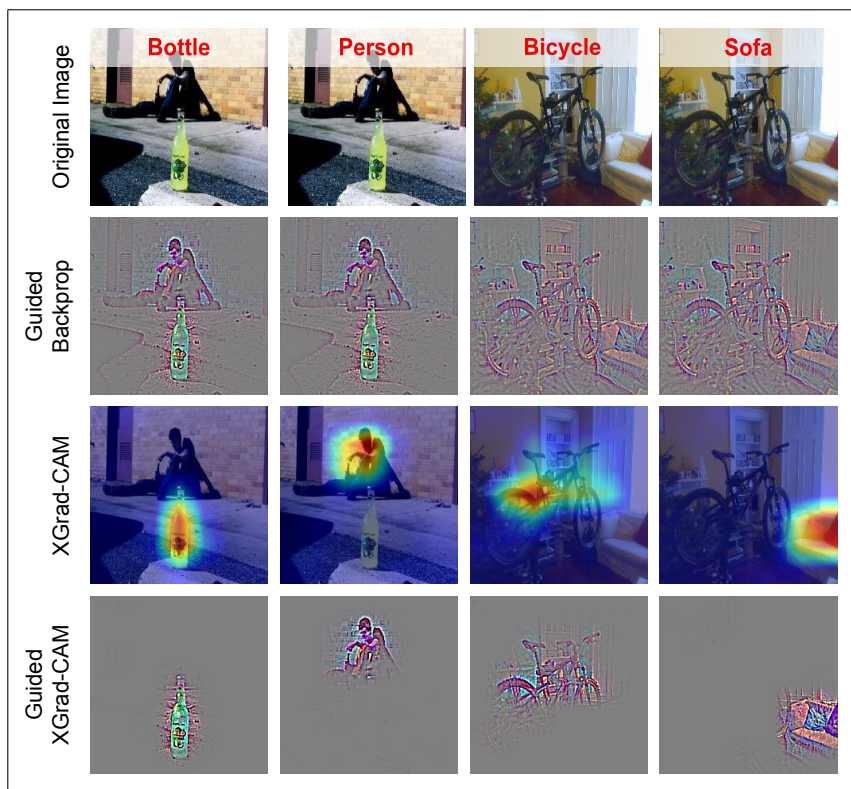 Bottle
Person
Bicycle
Sofa
Original Image
Guided
Backprop
XGrad-CAM
Guided
XGrad-CAM